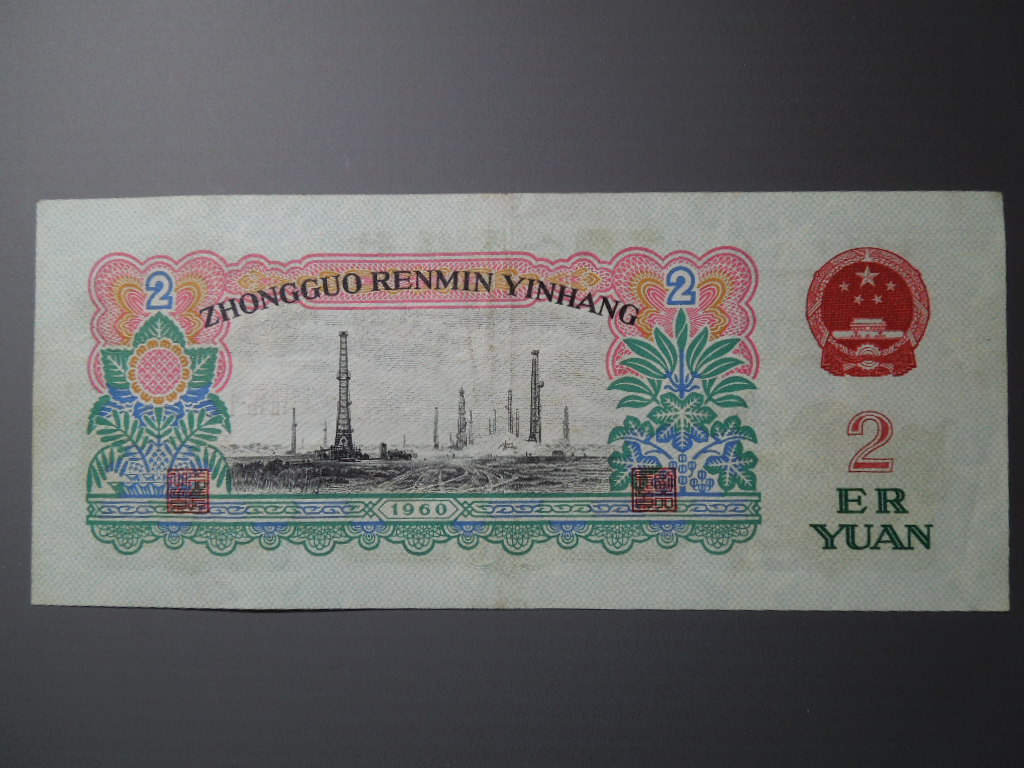 2
2
ZHONGGUO RENMIN YINHANG
1960
2
ER
YUAN